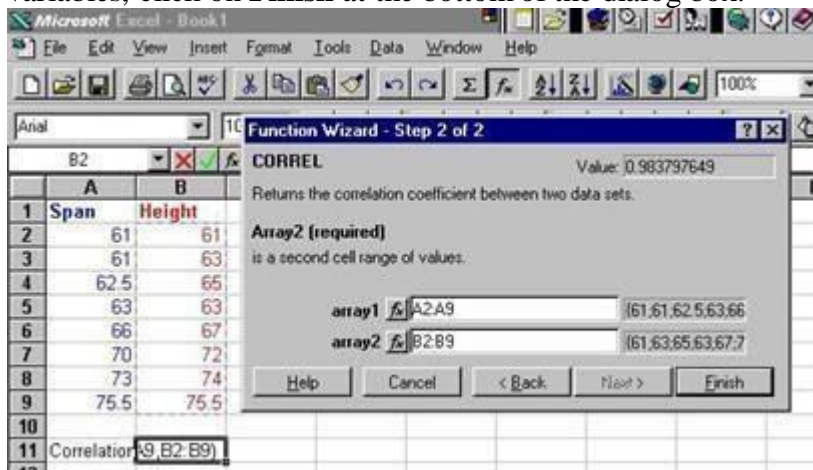 variables, click on Finish at the bottom of the dialog box.
Microsoft Excel - Book1
File Edit View Insert Format Tools Data Window Help
100%
Arial 10
B2
Function Wizard - Step 2 of 2
CORREL Value: 0.983797649
Returns the correlation coefficient between two data sets.
Array2 (required)
is a second cell range of values.
array1 fx A2:A9 {61;61;62.5;63;66
array2 fx B2:B9 {61;63;65;63;67;7
Help Cancel < Back Next > Finish
A B
1 Span Height
2 61 61
3 61 63
4 62.5 65
5 63 63
6 66 67
7 70 72
8 73 74
9 75.5 75.5
10
11 Correlation A9,B2:B9)